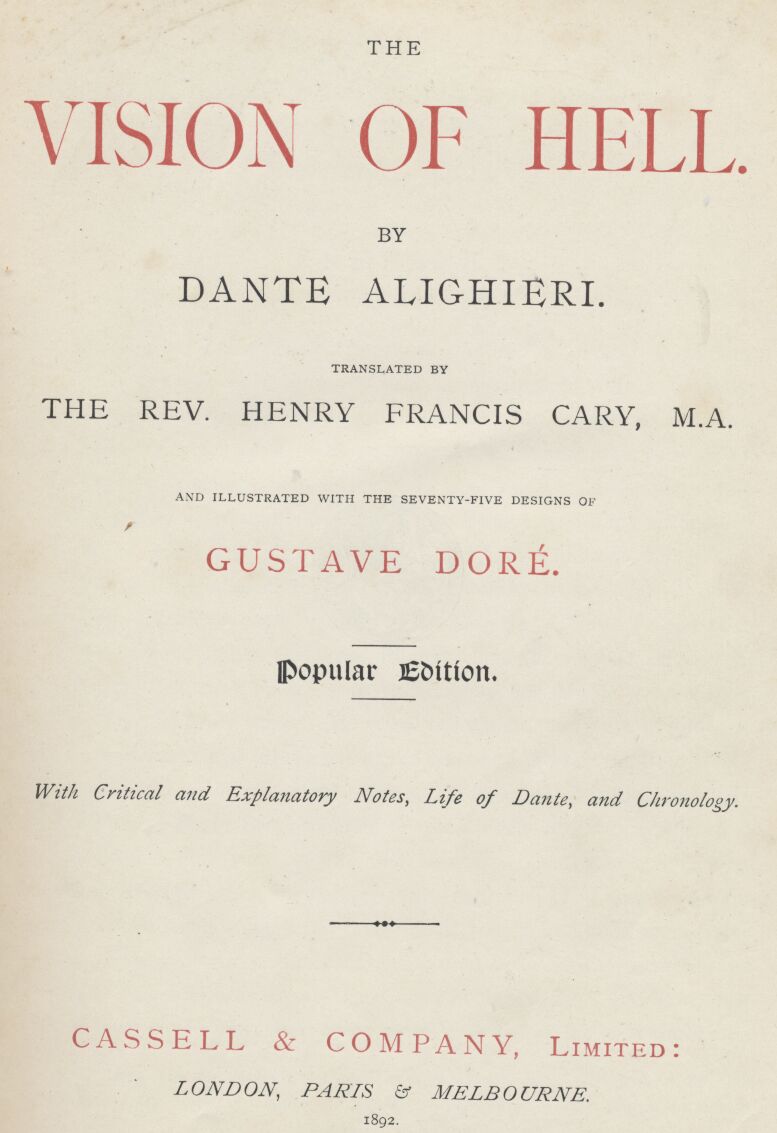 THE
VISION OF HELL.
BY
DANTE ALIGHIERI.
TRANSLATED BY
THE REV. HENRY FRANCIS CARY, M.A.
AND ILLUSTRATED WITH THE SEVENTY-FIVE DESIGNS OF
GUSTAVE DORÉ.
Popular Edition.
With Critical and Explanatory Notes, Life of Dante, and Chronology.
CASSELL & COMPANY, LIMITED:
LONDON, PARIS & MELBOURNE.
1892.